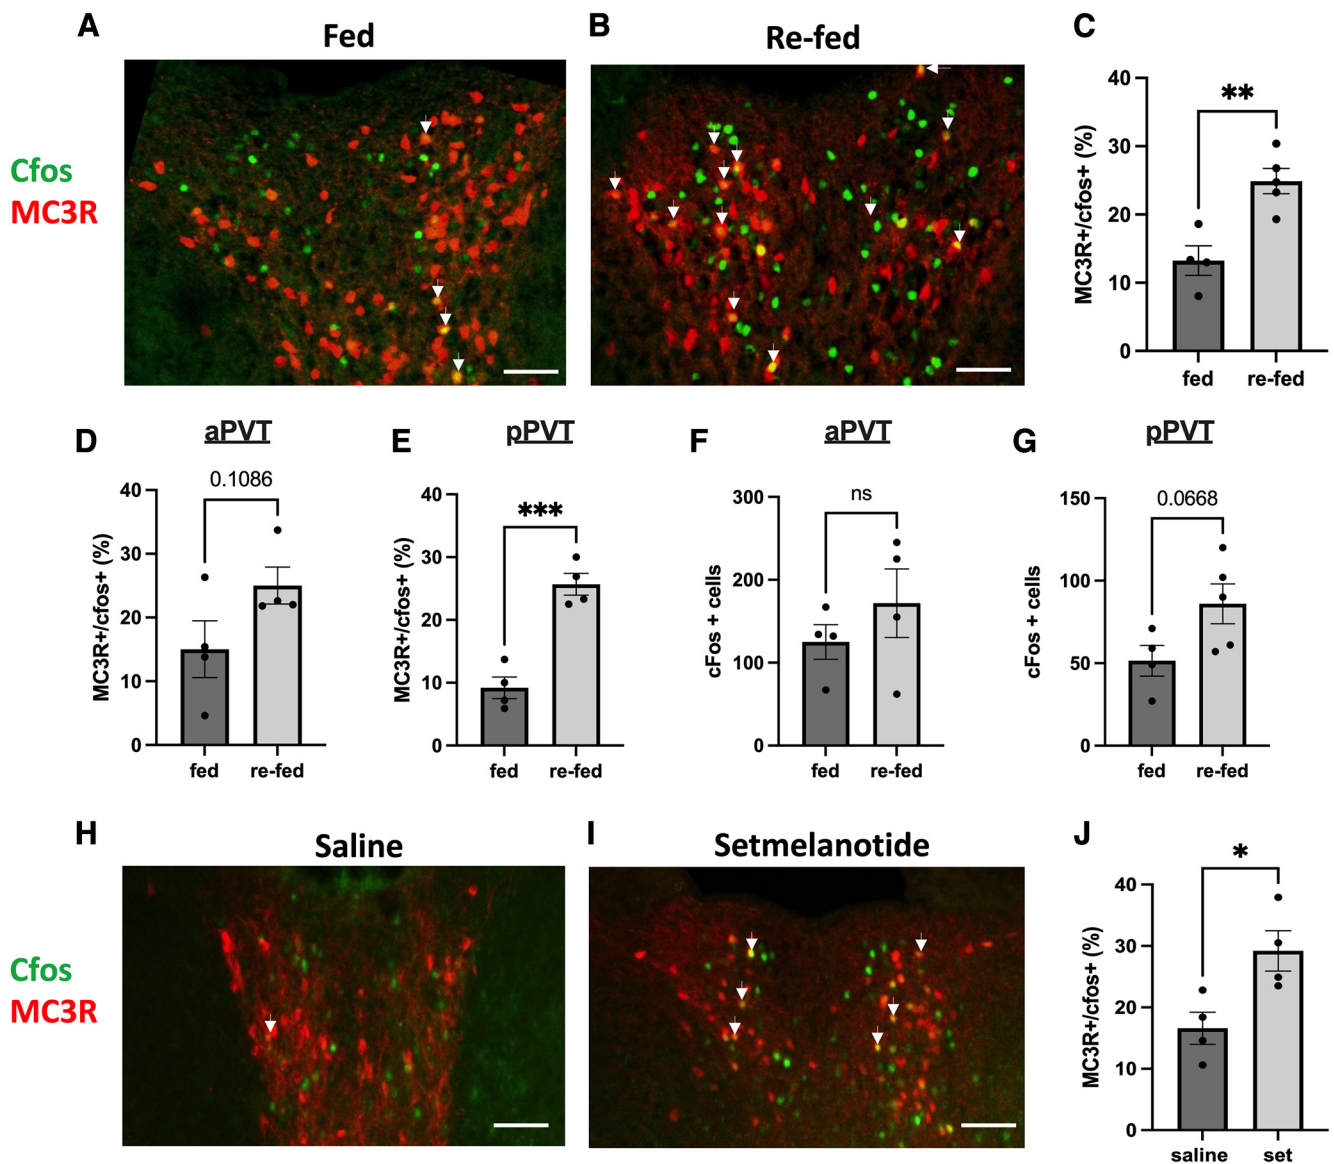 A
Fed
B
Re-fed
C
Cfos
MC3R
MC3R+/cfos+ (%)
40
30
20
10
0
**
fed
re-fed
D
aPVT
MC3R+/cfos+ (%)
40
30
20
10
0
0.1086
fed
re-fed
E
pPVT
MC3R+/cfos+ (%)
40
30
20
10
0
***
fed
re-fed
F
aPVT
cFos + cells
300
200
100
0
ns
fed
re-fed
G
pPVT
cFos + cells
150
100
50
0
0.0668
fed
re-fed
H
Saline
I
Setmelanotide
J
Cfos
MC3R
MC3R+/cfos+ (%)
40
30
20
10
0
*
saline
set